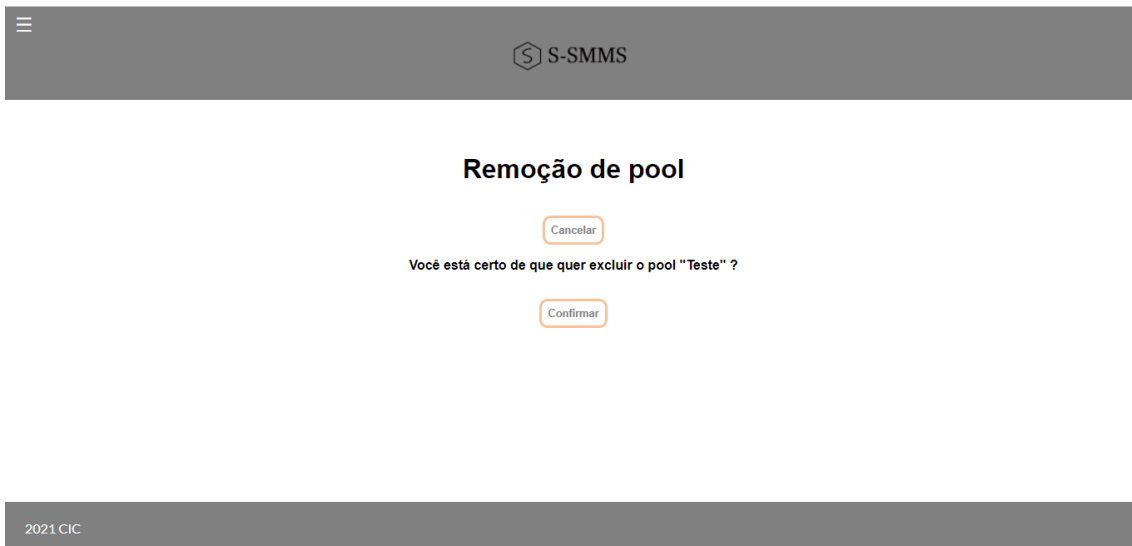 ☰
S S-SMMS
Remoção de pool
Cancelar
Você está certo de que quer excluir o pool "Teste" ?
Confirmar
2021 CIC